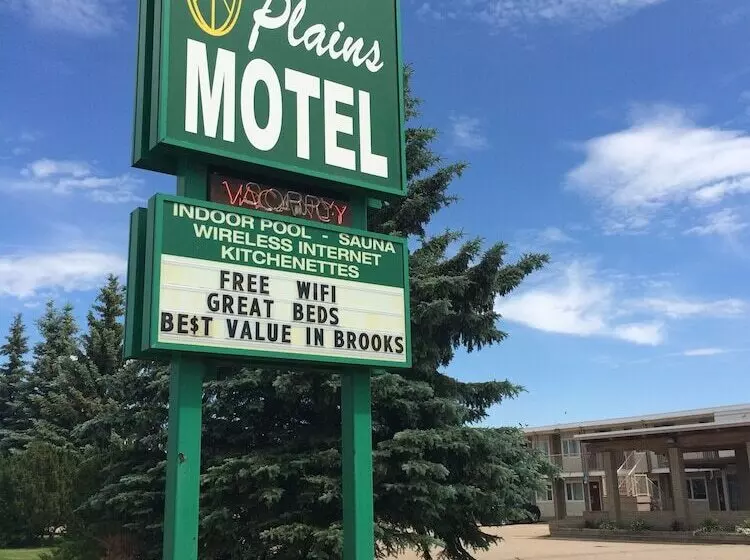 Plains
MOTEL
VACANCY
INDOOR POOL - SAUNA
WIRELESS INTERNET
KITCHENETTES
FREE WIFI
GREAT BEDS
BE$T VALUE IN BROOKS